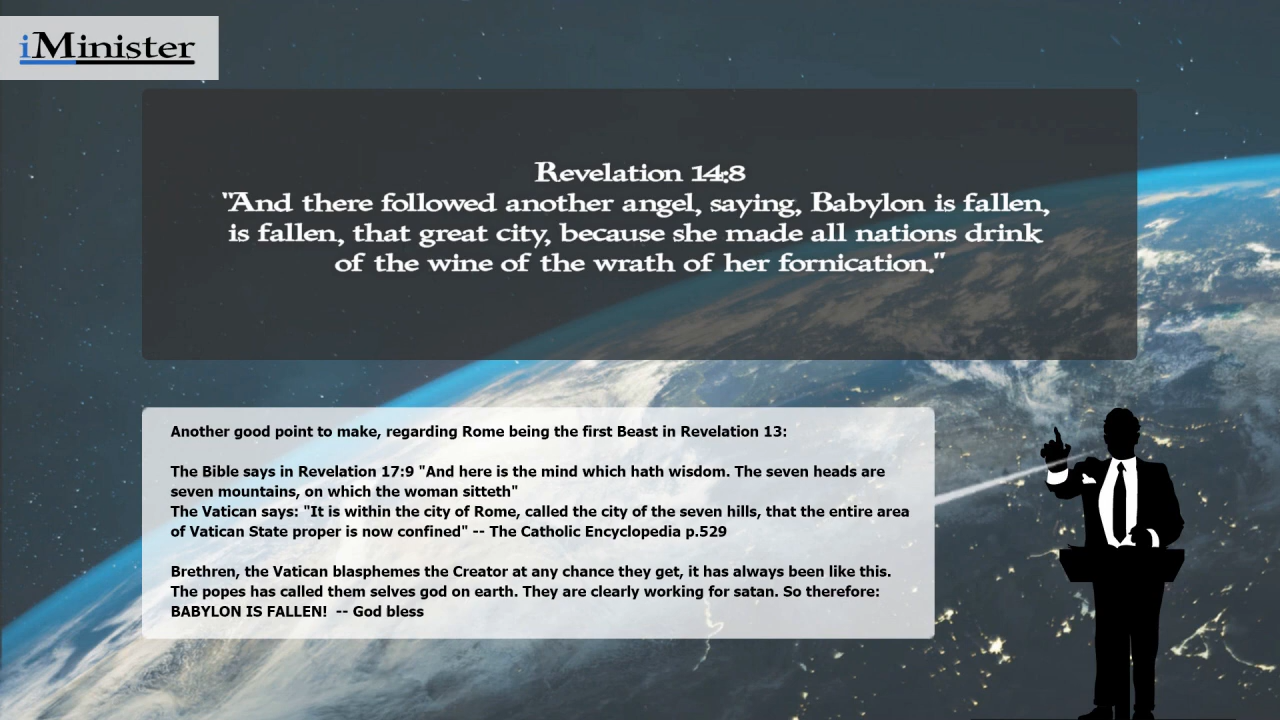 iMinister
Revelation 14:8
"And there followed another angel, saying, Babylon is fallen,
is fallen, that great city, because she made all nations drink
of the wine of the wrath of her fornication."
Another good point to make, regarding Rome being the first Beast in Revelation 13:
The Bible says in Revelation 17:9 "And here is the mind which hath wisdom. The seven heads are
seven mountains, on which the woman sitteth"
The Vatican says: "It is within the city of Rome, called the city of the seven hills, that the entire area
of Vatican State proper is now confined" -- The Catholic Encyclopedia p.529
Brethren, the Vatican blasphemes the Creator at any chance they get, it has always been like this.
The popes has called them selves god on earth. They are clearly working for satan. So therefore:
BABYLON IS FALLEN!  -- God bless